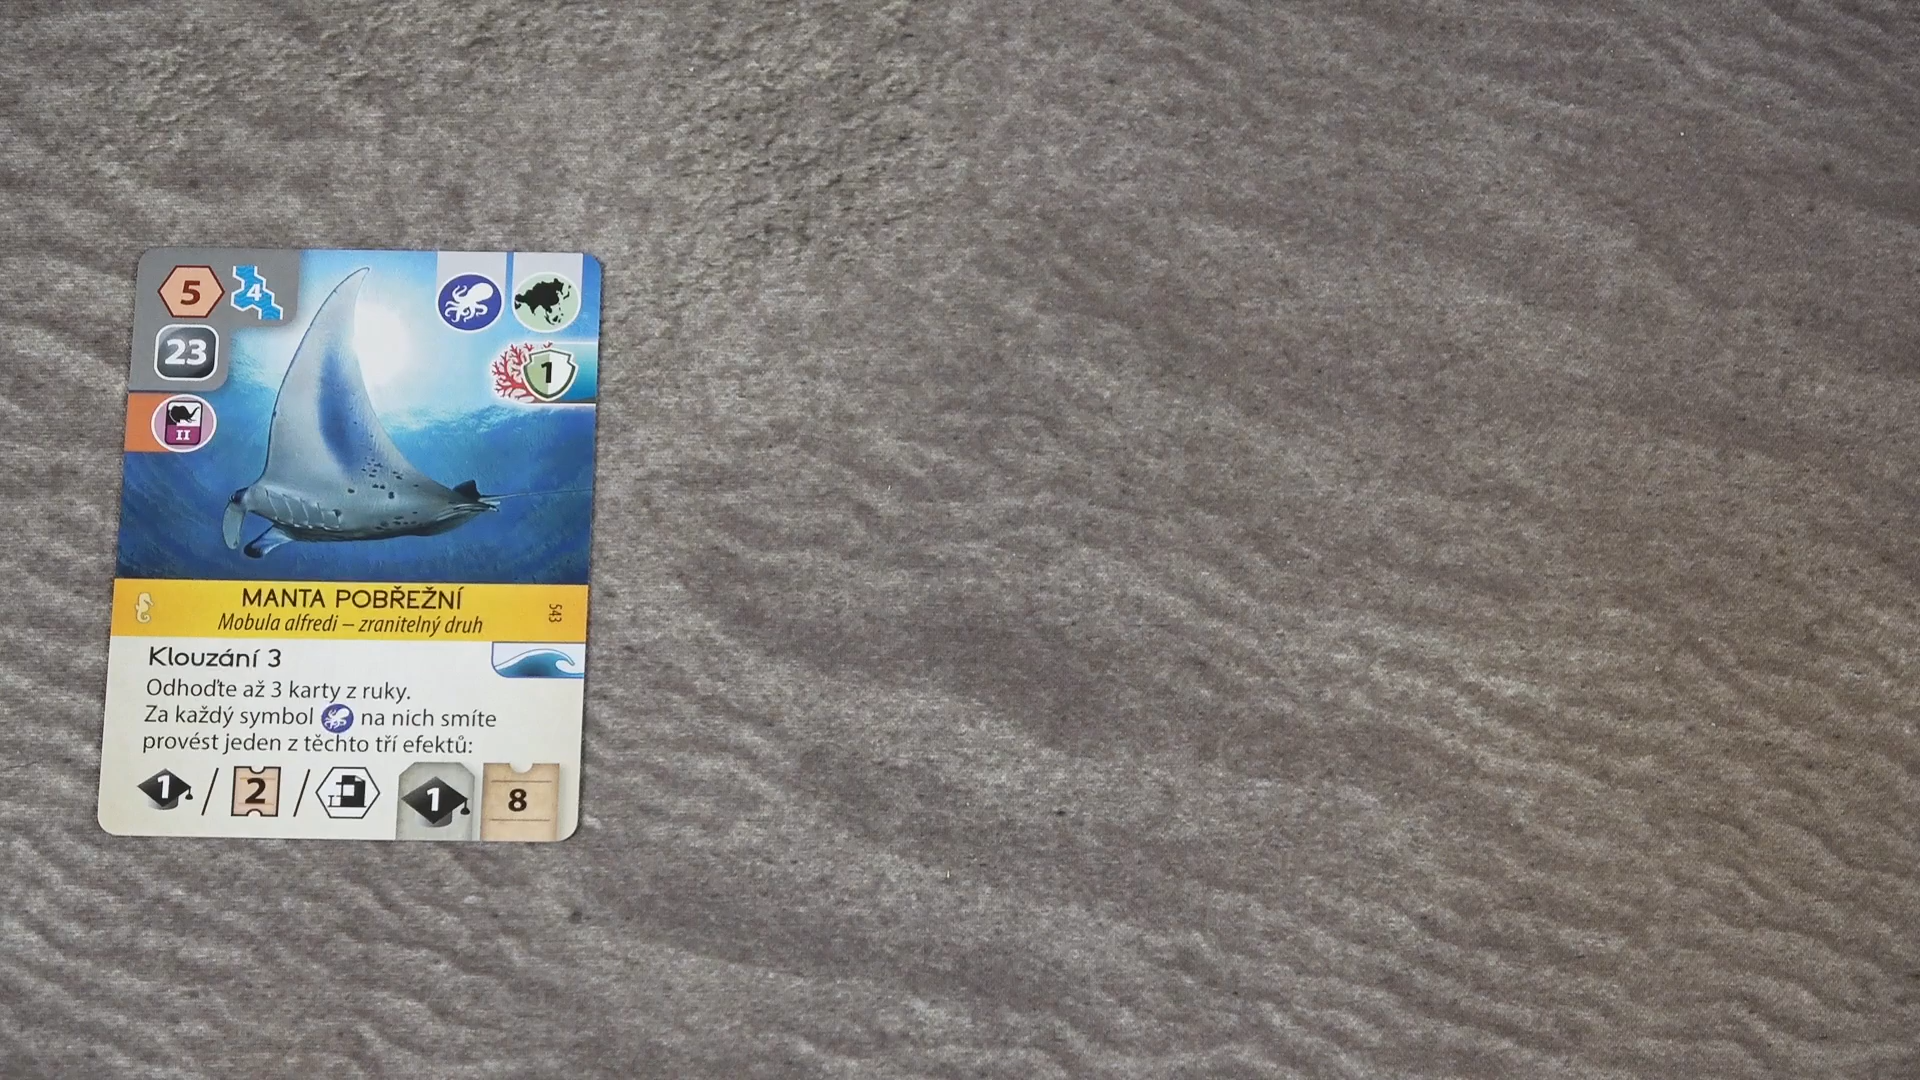 5
4
23
1
II
MANTA POBŘEŽNÍ
Mobula alfredi – zranitelný druh
543
Klouzání 3
Odhoďte až 3 karty z ruky.
Za každý symbol na nich smíte
provést jeden z těchto tří efektů:
1 / 2 / 1 8